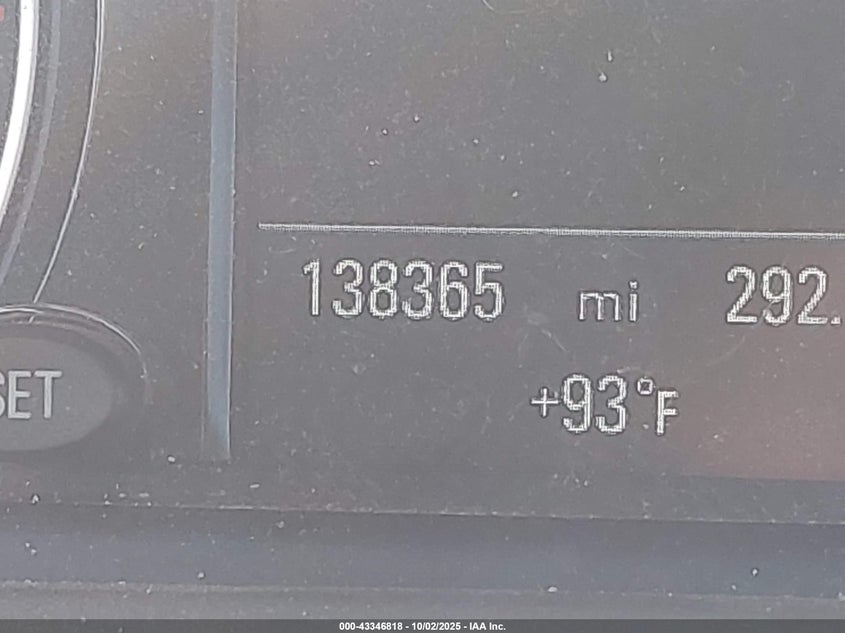 138365 mi 292.
+93°F
SET
000-43346818 - 10/02/2025 - IAA Inc.